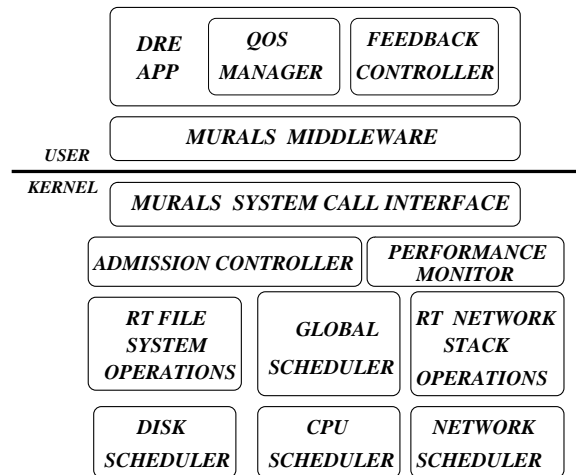 DRE
APP
QOS
MANAGER
FEEDBACK
CONTROLLER
MURALS MIDDLEWARE
USER
KERNEL
MURALS SYSTEM CALL INTERFACE
ADMISSION CONTROLLER
PERFORMANCE
MONITOR
RT FILE
SYSTEM
OPERATIONS
GLOBAL
SCHEDULER
RT NETWORK
STACK
OPERATIONS
DISK
SCHEDULER
CPU
SCHEDULER
NETWORK
SCHEDULER